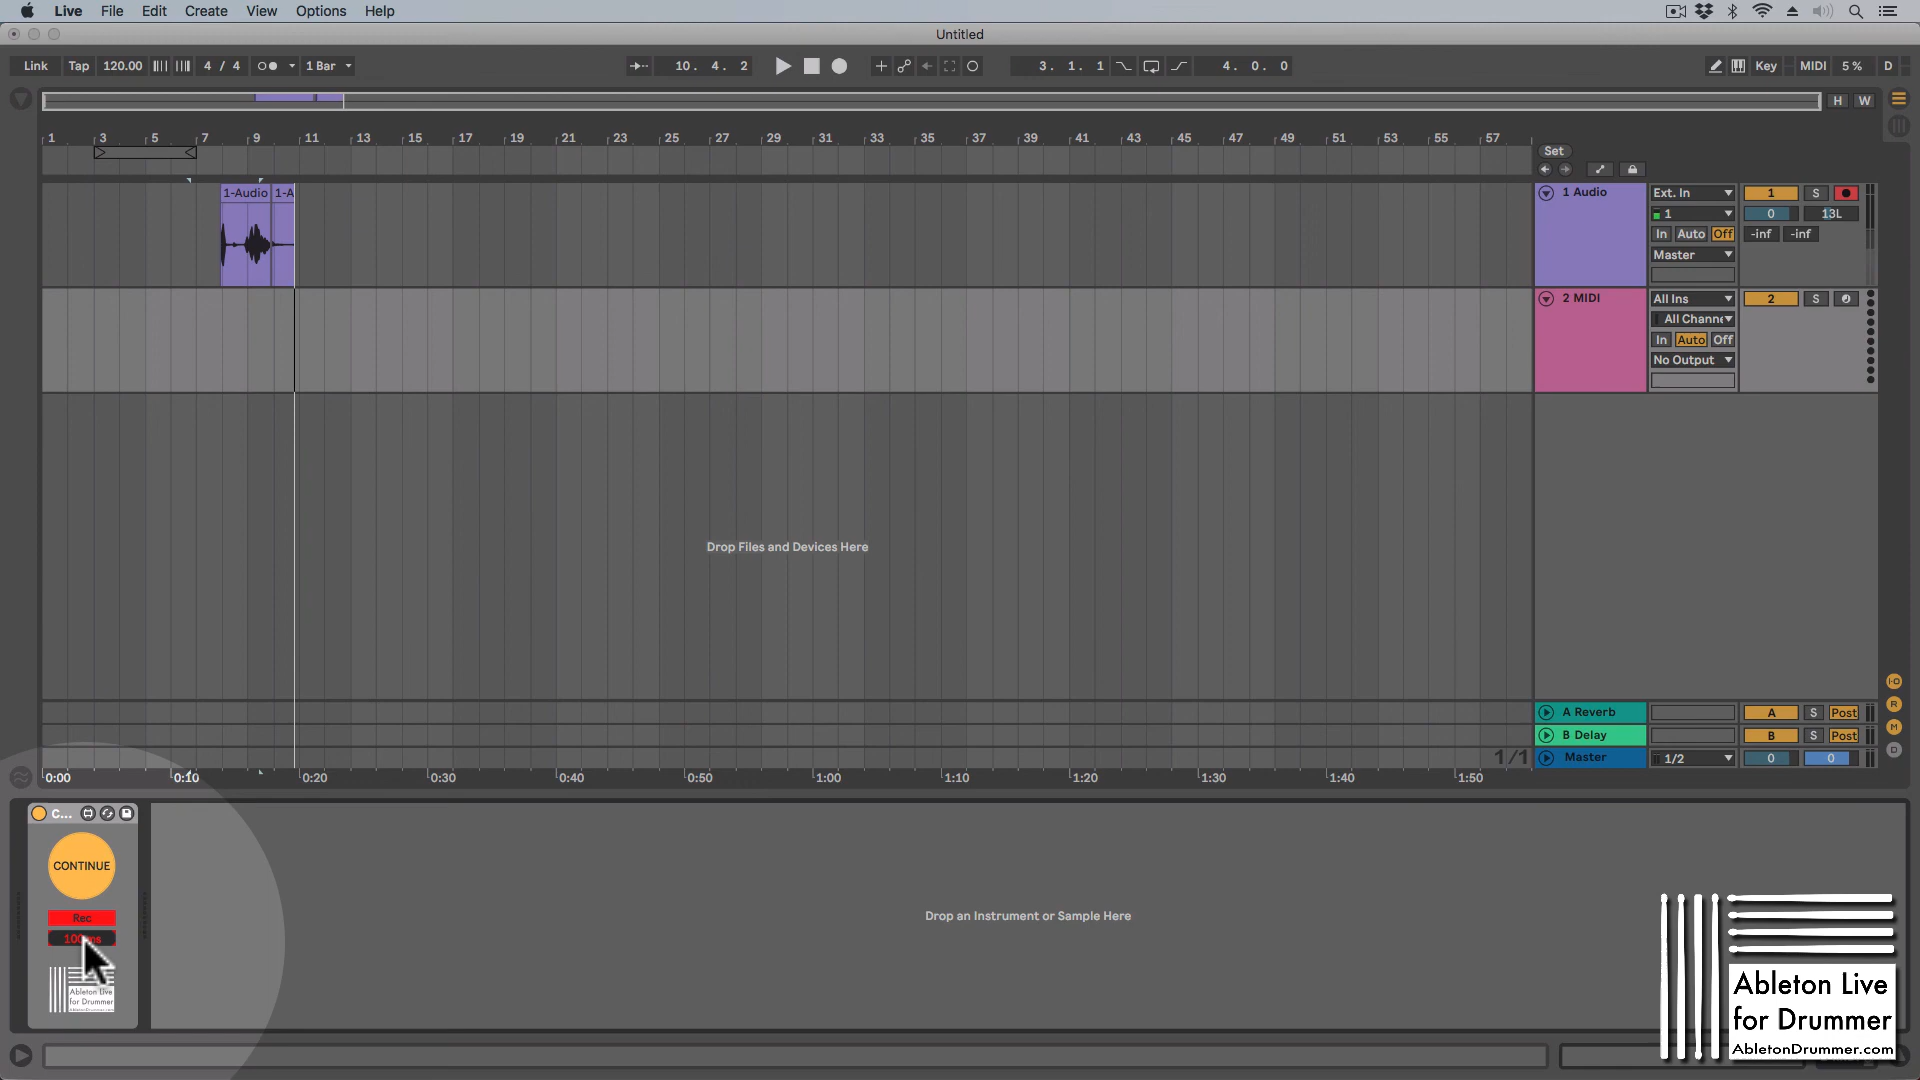 Live File Edit Create View Options Help
Untitled
Link Tap 120.00 4 / 4 1 Bar 10. 4. 2 3. 1. 1 4. 0. 0 Key MIDI 5 % D
H W
1 3 5 7 9 11 13 15 17 19 21 23 25 27 29 31 33 35 37 39 41 43 45 47 49 51 53 55 57
Set
1-Audio 1-A 1 Audio Ext. In 1 S
1 0 13L
In Auto Off -inf -inf
Master
2 MIDI All Ins 2 S
All Channe
In Auto Off
No Output
Drop Files and Devices Here
A Reverb A S Post
B Delay B S Post
1/1 Master 1/2 0 0
0:00 0:10 0:20 0:30 0:40 0:50 1:00 1:10 1:20 1:30 1:40 1:50
C...
CONTINUE
Rec
Drop an Instrument or Sample Here
Ableton Live
for Drummer
AbletonDrummer.com
Ableton Live
for Drummer
AbletonDrummer.com